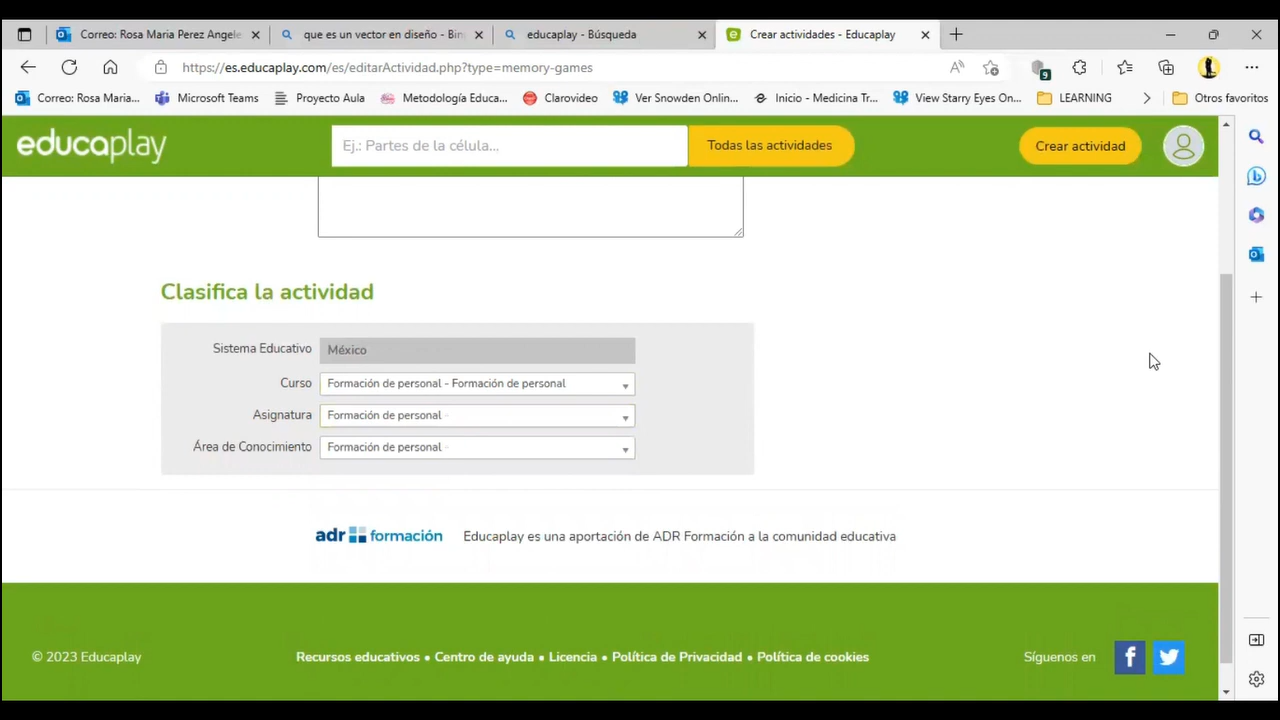 Correo: Rosa Maria Perez Angele
que es un vector en diseño - Bin
educaplay - Búsqueda
Crear actividades - Educaplay
https://es.educaplay.com/es/editarActividad.php?type=memory-games
9
Correo: Rosa Maria...
Microsoft Teams
Proyecto Aula
Metodología Educa...
Clarovideo
Ver Snowden Onlin...
Inicio - Medicina Tr...
View Starry Eyes On...
LEARNING
Otros favoritos
educaplay
Ej.: Partes de la célula...
Todas las actividades
Crear actividad
Clasifica la actividad
Sistema Educativo México
Curso Formación de personal - Formación de personal
Asignatura Formación de personal -
Área de Conocimiento Formación de personal -
adr formación
Educaplay es una aportación de ADR Formación a la comunidad educativa
© 2023 Educaplay
Recursos educativos • Centro de ayuda • Licencia • Política de Privacidad • Política de cookies
Síguenos en